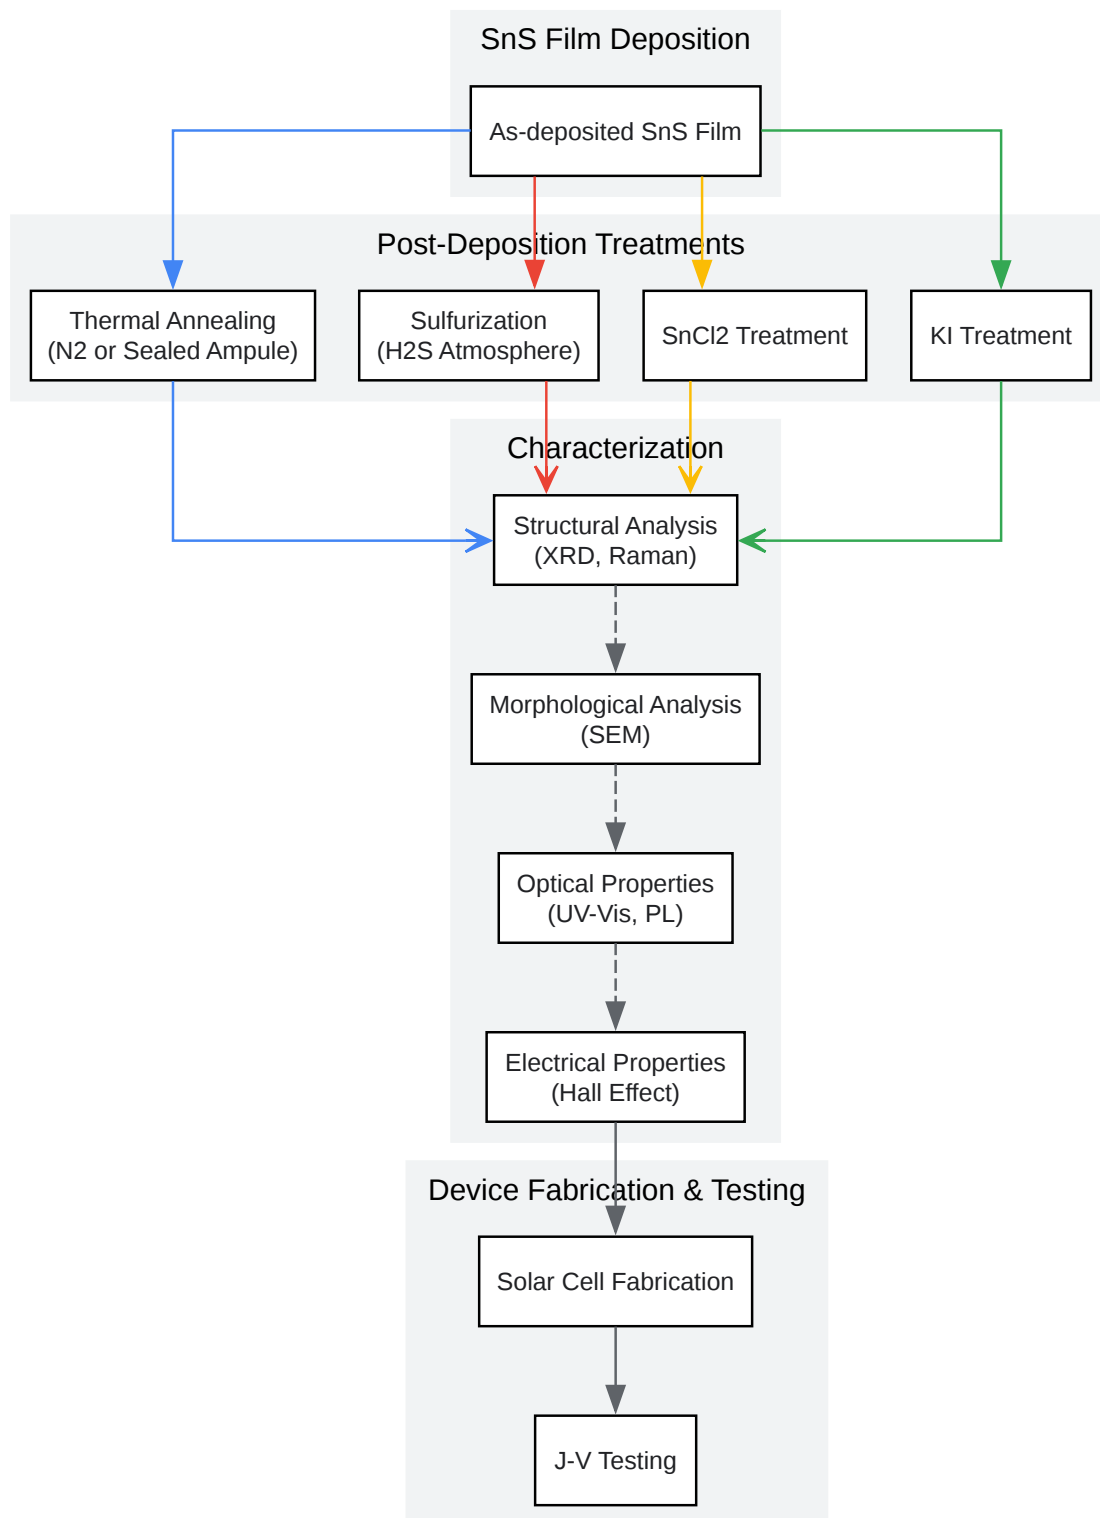 SnS Film Deposition
As-deposited SnS Film
Post-Deposition Treatments
Thermal Annealing
(N2 or Sealed Ampule)
Sulfurization
(H2S Atmosphere)
SnCl2 Treatment
KI Treatment
Characterization
Structural Analysis
(XRD, Raman)
Morphological Analysis
(SEM)
Optical Properties
(UV-Vis, PL)
Electrical Properties
(Hall Effect)
Device Fabrication & Testing
Solar Cell Fabrication
J-V Testing